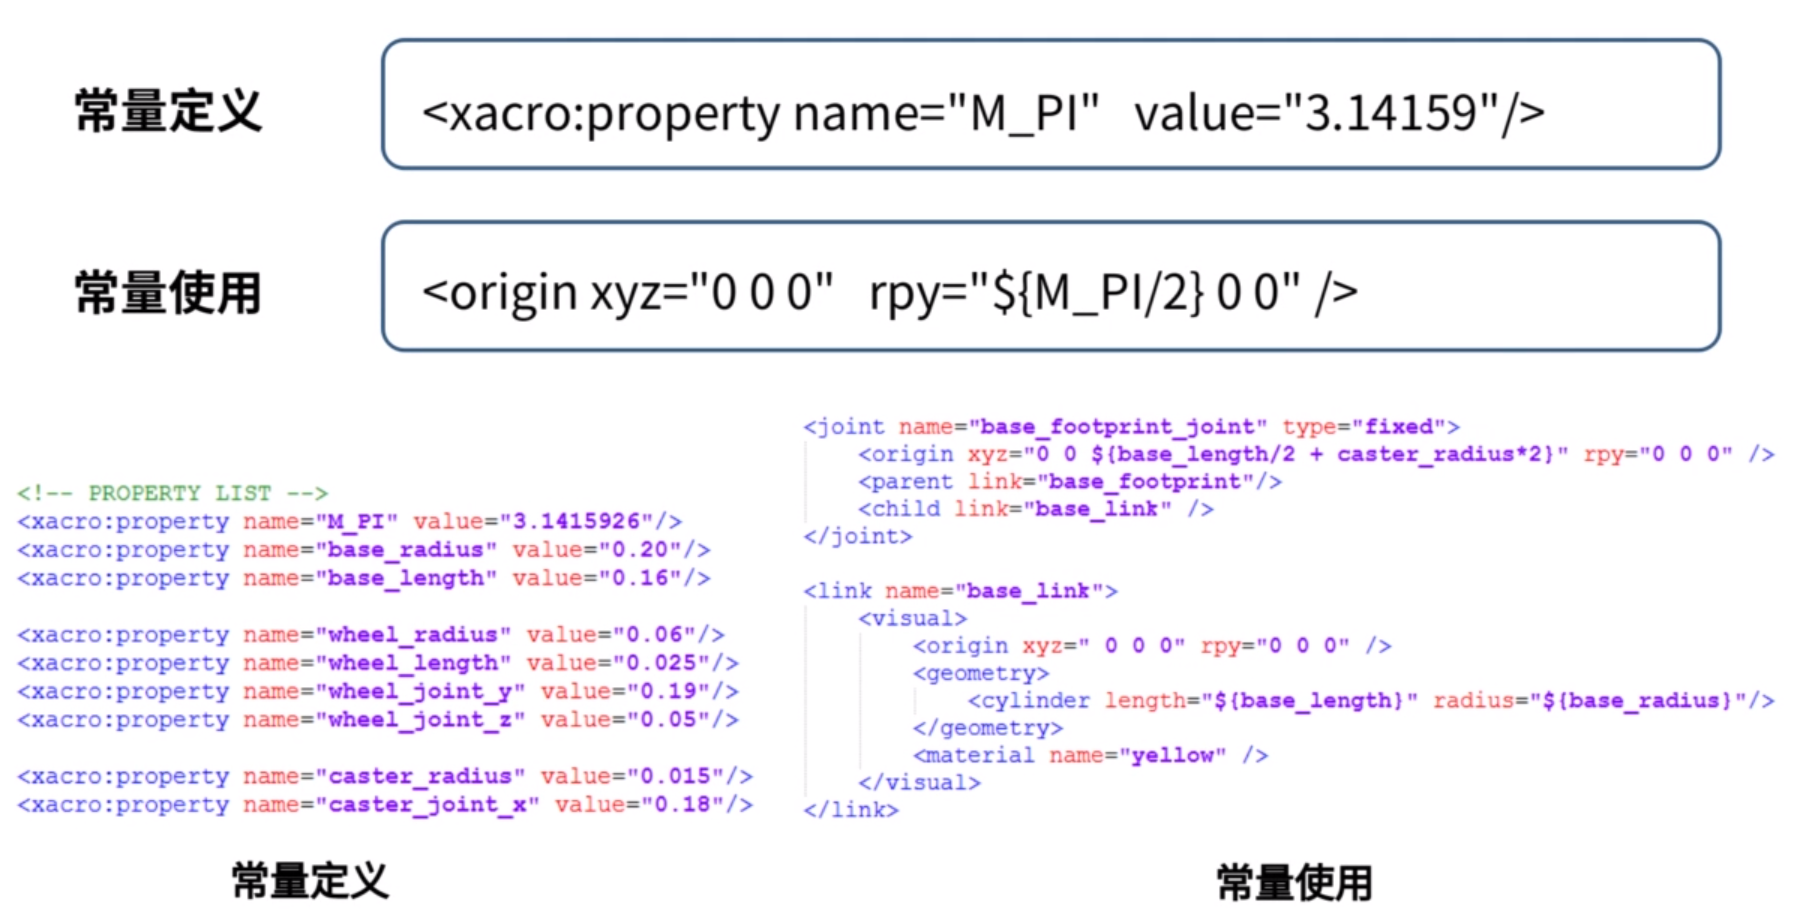 常量定义
<xacro:property name="M_PI" value="3.14159"/>
常量使用
<origin xyz="0 0 0" rpy="${M_PI/2} 0 0" />
<!-- PROPERTY LIST -->
<xacro:property name="M_PI" value="3.1415926"/>
<xacro:property name="base_radius" value="0.20"/>
<xacro:property name="base_length" value="0.16"/>
<xacro:property name="wheel_radius" value="0.06"/>
<xacro:property name="wheel_length" value="0.025"/>
<xacro:property name="wheel_joint_y" value="0.19"/>
<xacro:property name="wheel_joint_z" value="0.05"/>
<xacro:property name="caster_radius" value="0.015"/>
<xacro:property name="caster_joint_x" value="0.18"/>
常量定义
<joint name="base_footprint_joint" type="fixed">
<origin xyz="0 0 ${base_length/2 + caster_radius*2}" rpy="0 0 0" />
<parent link="base_footprint"/>
<child link="base_link" />
</joint>
<link name="base_link">
<visual>
<origin xyz=" 0 0 0" rpy="0 0 0" />
<geometry>
<cylinder length="${base_length}" radius="${base_radius}"/>
</geometry>
<material name="yellow" />
</visual>
</link>
常量使用